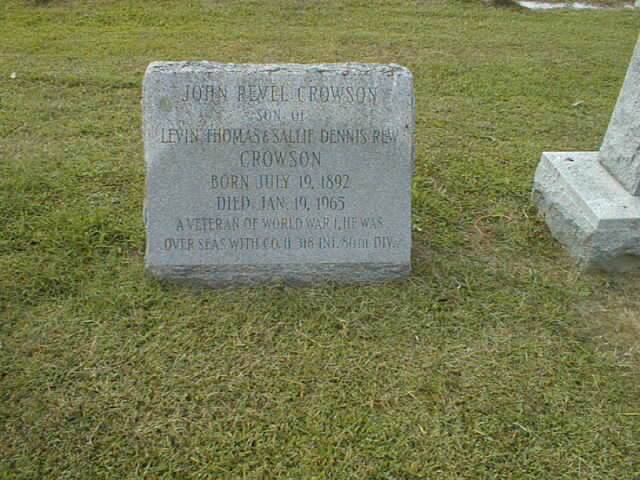 JOHN REVEL CROWSON
SON OF
LEVIN THOMAS & SALLIE DENNIS REW
CROWSON
BORN JULY 19, 1892
DIED JAN. 19, 1965
A VETERAN OF WORLD WAR I, HE WAS
OVER SEAS WITH CO. H 318 INF. 80TH DIV.